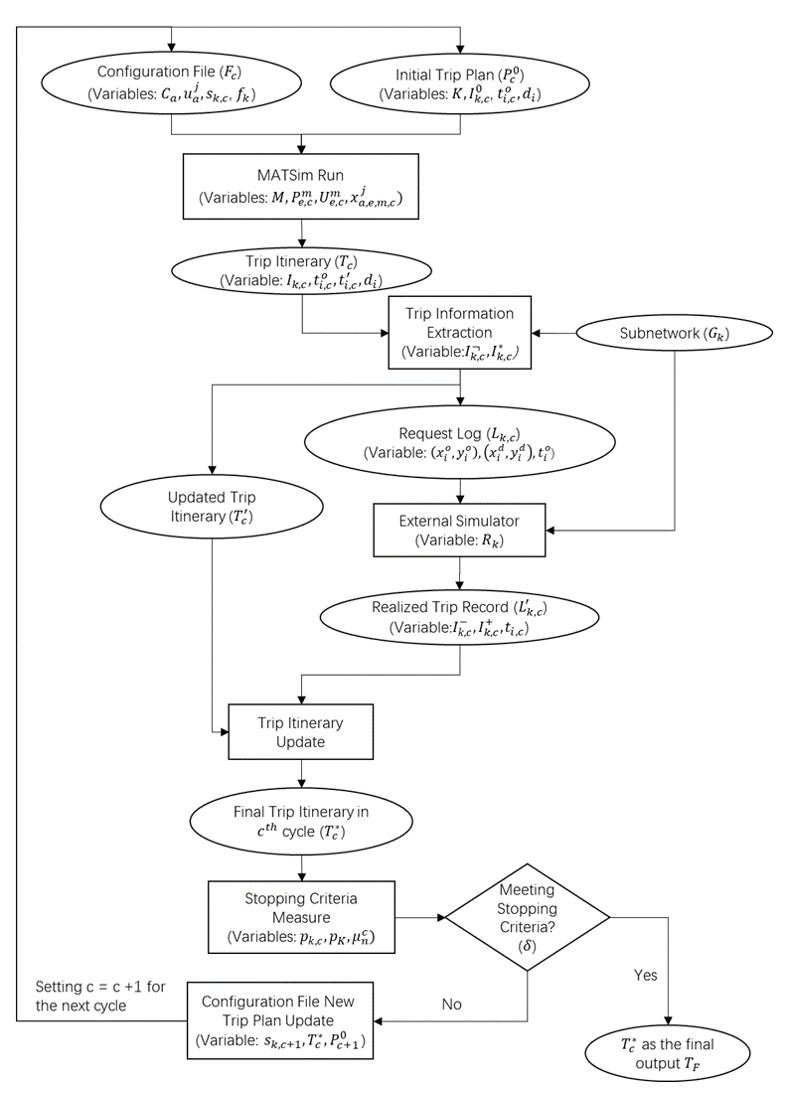 Configuration File (F_c)
(Variables: C_a, u_a^j, s_{k,c}, f_k)
Initial Trip Plan (P_c^0)
(Variables: K, I_{k,c}^0, t_{i,c}^o, d_i)
MATSim Run
(Variables: M, P_{e,c}^m, U_{e,c}^m, x_{a,e,m,c}^j)
Trip Itinerary (T_c)
(Variable: I_{k,c}, t_{i,c}^o, t_{i,c}', d_i)
Trip Information
Extraction
(Variable:I_{k,c}^¬, I_{k,c}^*)
Subnetwork (G_k)
Request Log (L_{k,c})
(Variable: (x_i^o, y_i^o), (x_i^d, y_i^d), t_i^o)
Updated Trip
Itinerary (T_c')
External Simulator
(Variable: R_k)
Realized Trip Record (L_{k,c}')
(Variable:I_{k,c}^-, I_{k,c}^+, t_{i,c})
Trip Itinerary
Update
Final Trip Itinerary in
c^{th} cycle (T_c^*)
Stopping Criteria
Measure
(Variables: p_{k,c}, p_K, μ_n^c)
Meeting
Stopping
Criteria?
(δ)
Yes
No
Setting c = c +1 for
the next cycle
Configuration File New
Trip Plan Update
(Variable: s_{k,c+1}, T_c^*, P_{c+1}^0)
T_c^* as the final
output T_F